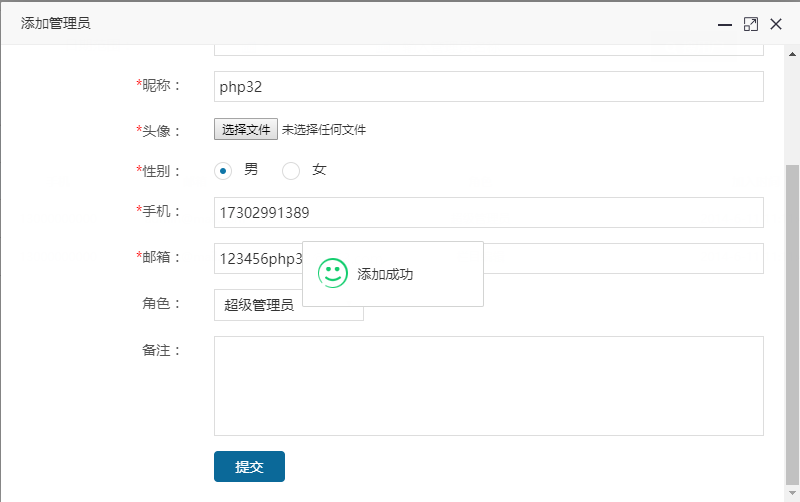 添加管理员
*昵称： php32
*头像： 选择文件 未选择任何文件
*性别： 男 女
*手机： 17302991389
*邮箱： 123456php3
添加成功
角色： 超级管理员
备注：
提交